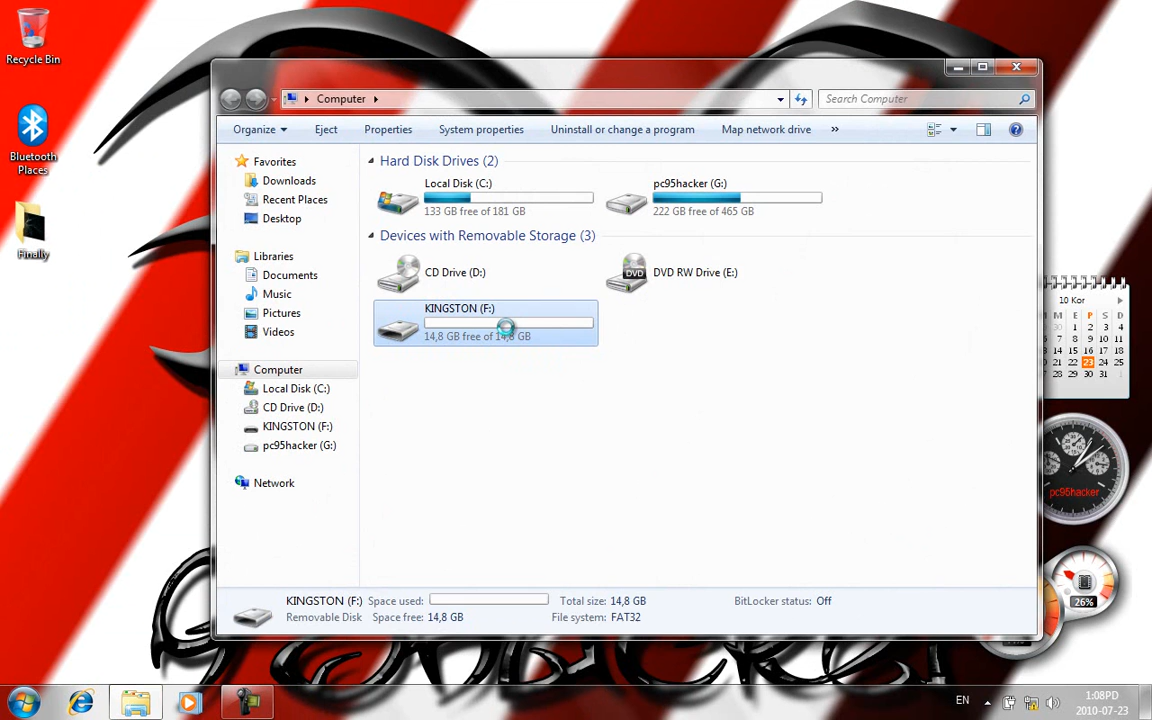 Recycle Bin
Bluetooth
Places
Finally
Computer
Search Computer
Organize
Eject
Properties
System properties
Uninstall or change a program
Map network drive
»
Favorites
Downloads
Recent Places
Desktop
Libraries
Documents
Music
Pictures
Videos
Computer
Local Disk (C:)
CD Drive (D:)
KINGSTON (F:)
pc95hacker (G:)
Network
Hard Disk Drives (2)
Local Disk (C:)
133 GB free of 181 GB
pc95hacker (G:)
222 GB free of 465 GB
Devices with Removable Storage (3)
CD Drive (D:)
DVD
DVD RW Drive (E:)
KINGSTON (F:)
14,8 GB free of 14,8 GB
KINGSTON (F:) Space used: Total size: 14,8 GB BitLocker status: Off
Removable Disk Space free: 14,8 GB File system: FAT32
10 Kor
M T W T F S S
30 1 2 3 4
5 6 7 8 9 10 11
12 13 14 15 16 17 18
19 20 21 22 23 24 25
26 27 28 29 30 31
pc95hacker
26%
EN
1:08PD
2010-07-23